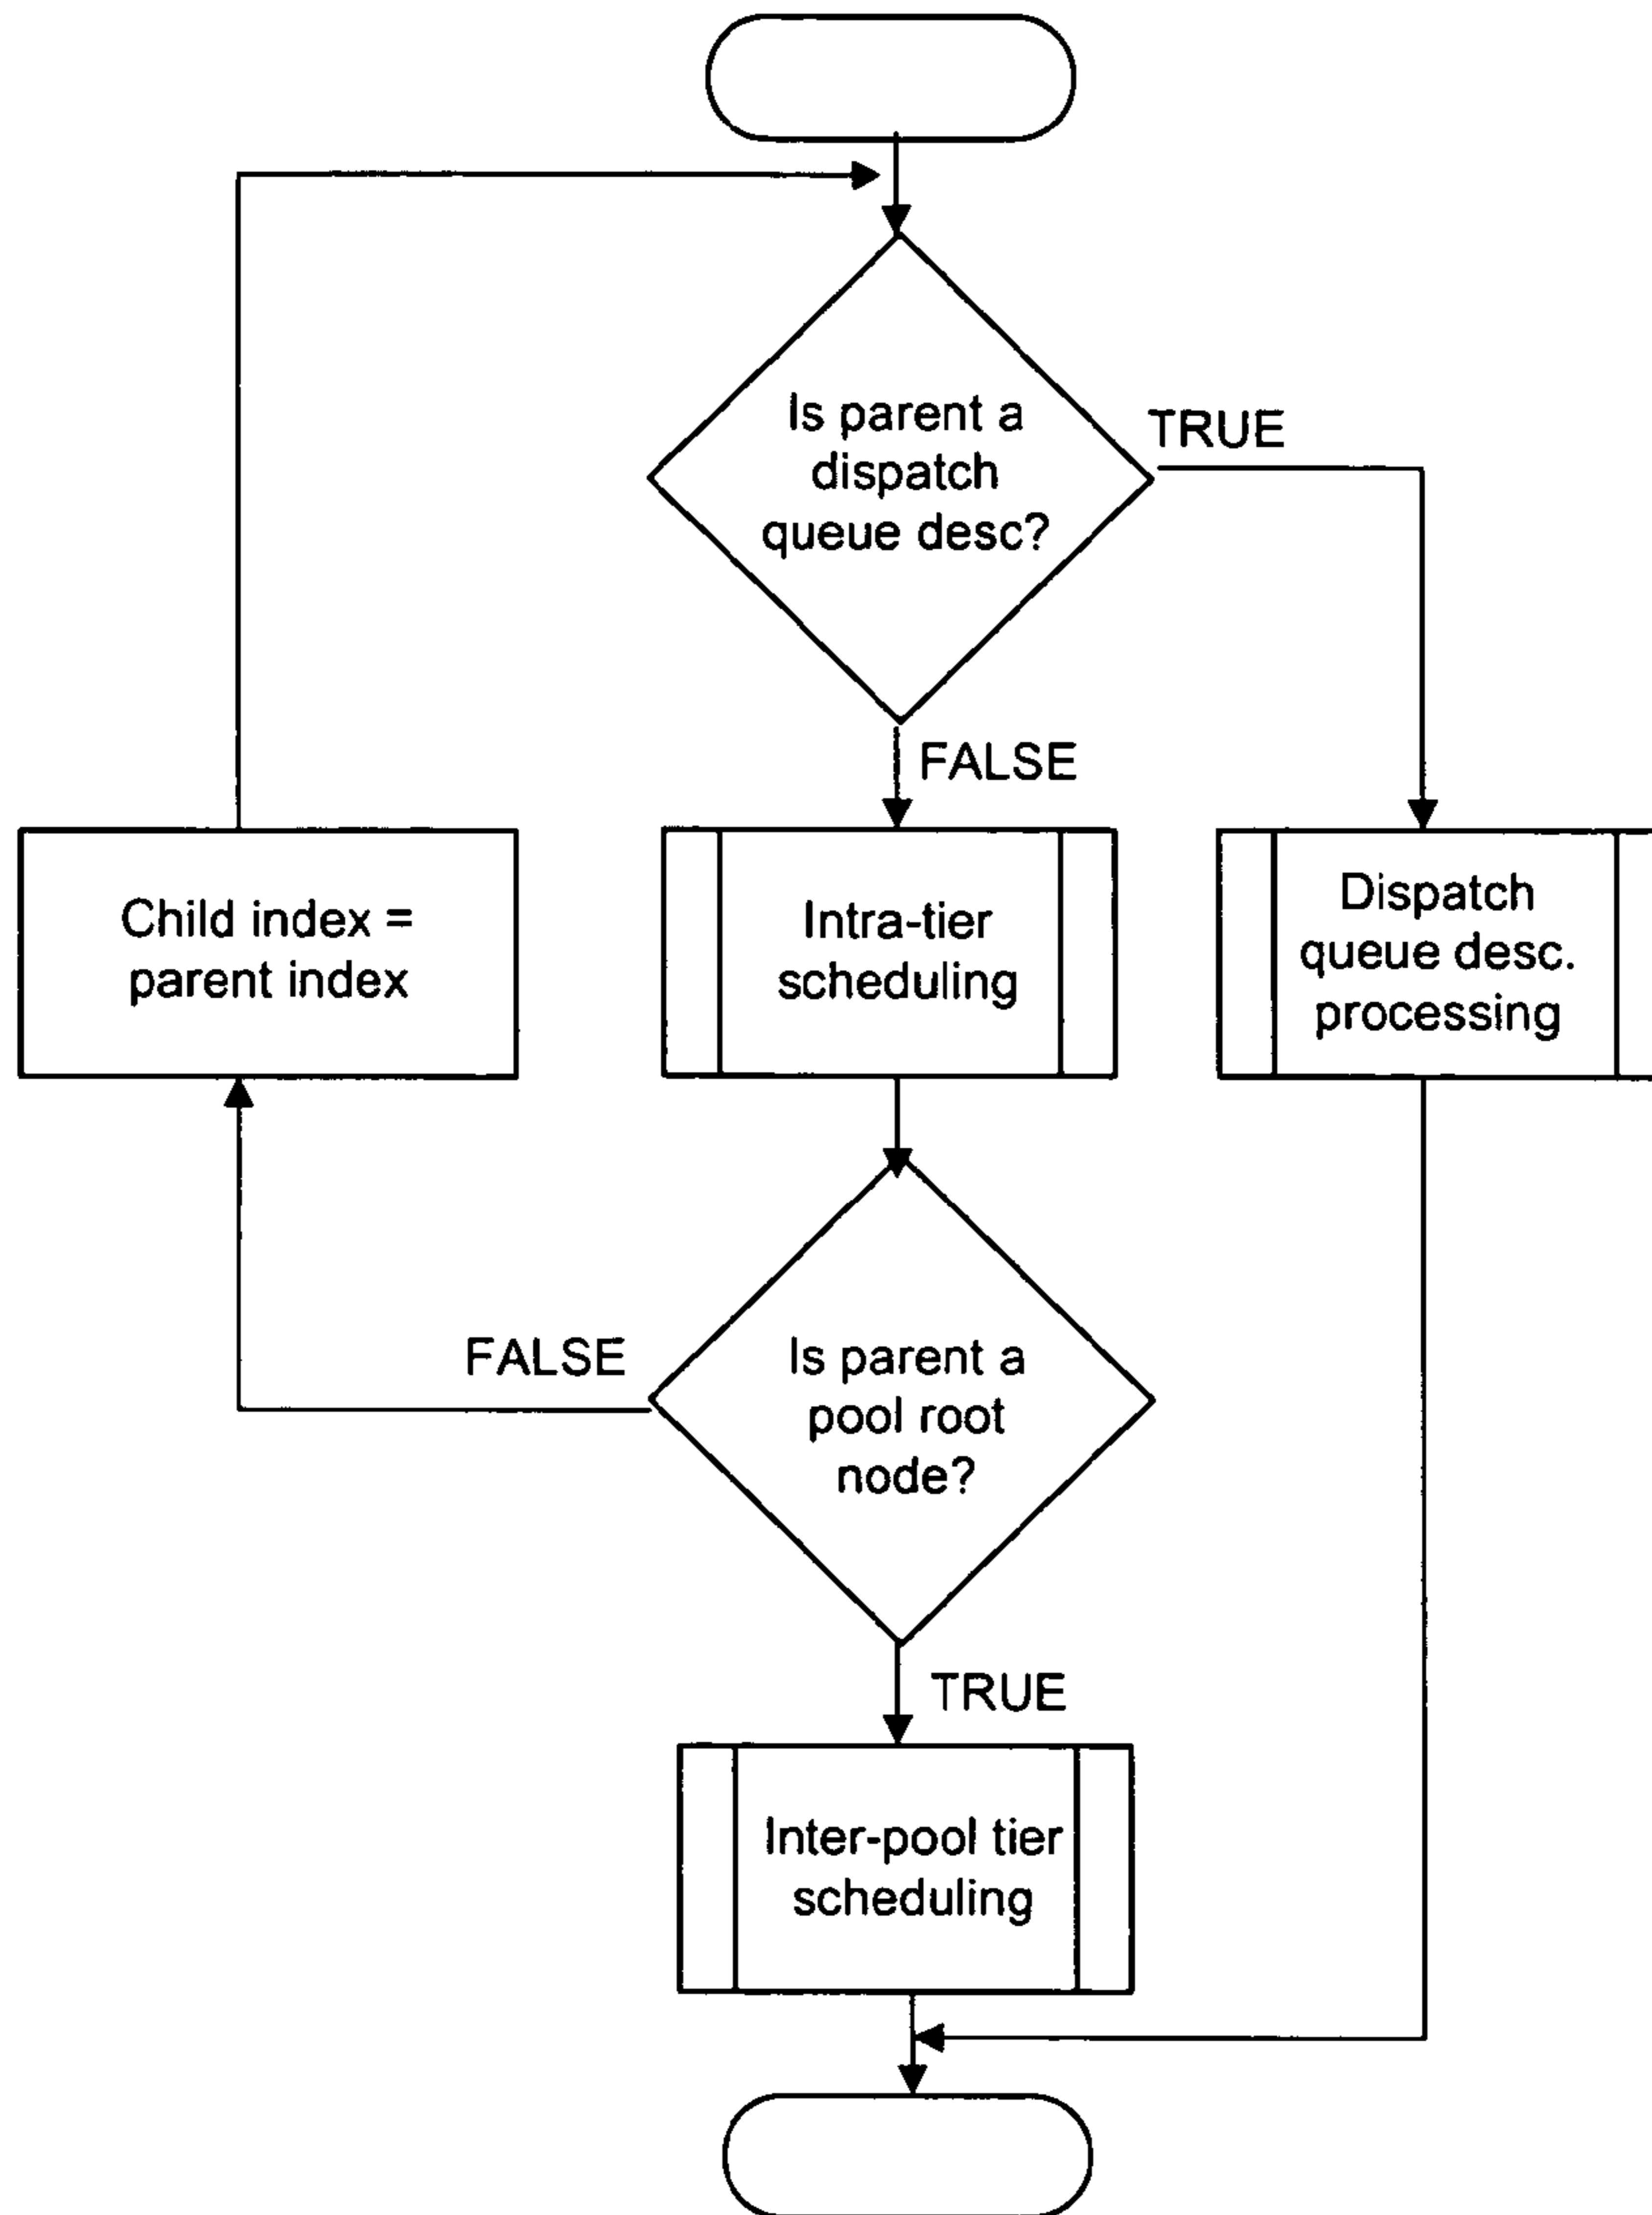 Is parent a
dispatch
queue desc?
TRUE
FALSE
Child index =
parent index
Intra-tier
scheduling
Dispatch
queue desc.
processing
FALSE
Is parent a
pool root
node?
TRUE
Inter-pool tier
scheduling